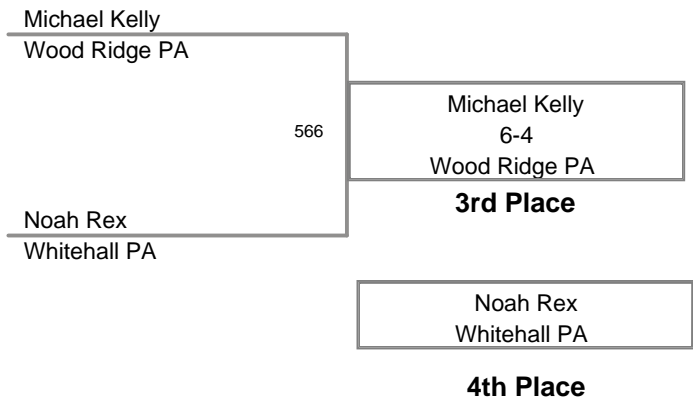 Michael Kelly
Wood Ridge PA
566
Michael Kelly
6-4
Wood Ridge PA
3rd Place
Noah Rex
Whitehall PA
Noah Rex
Whitehall PA
4th Place